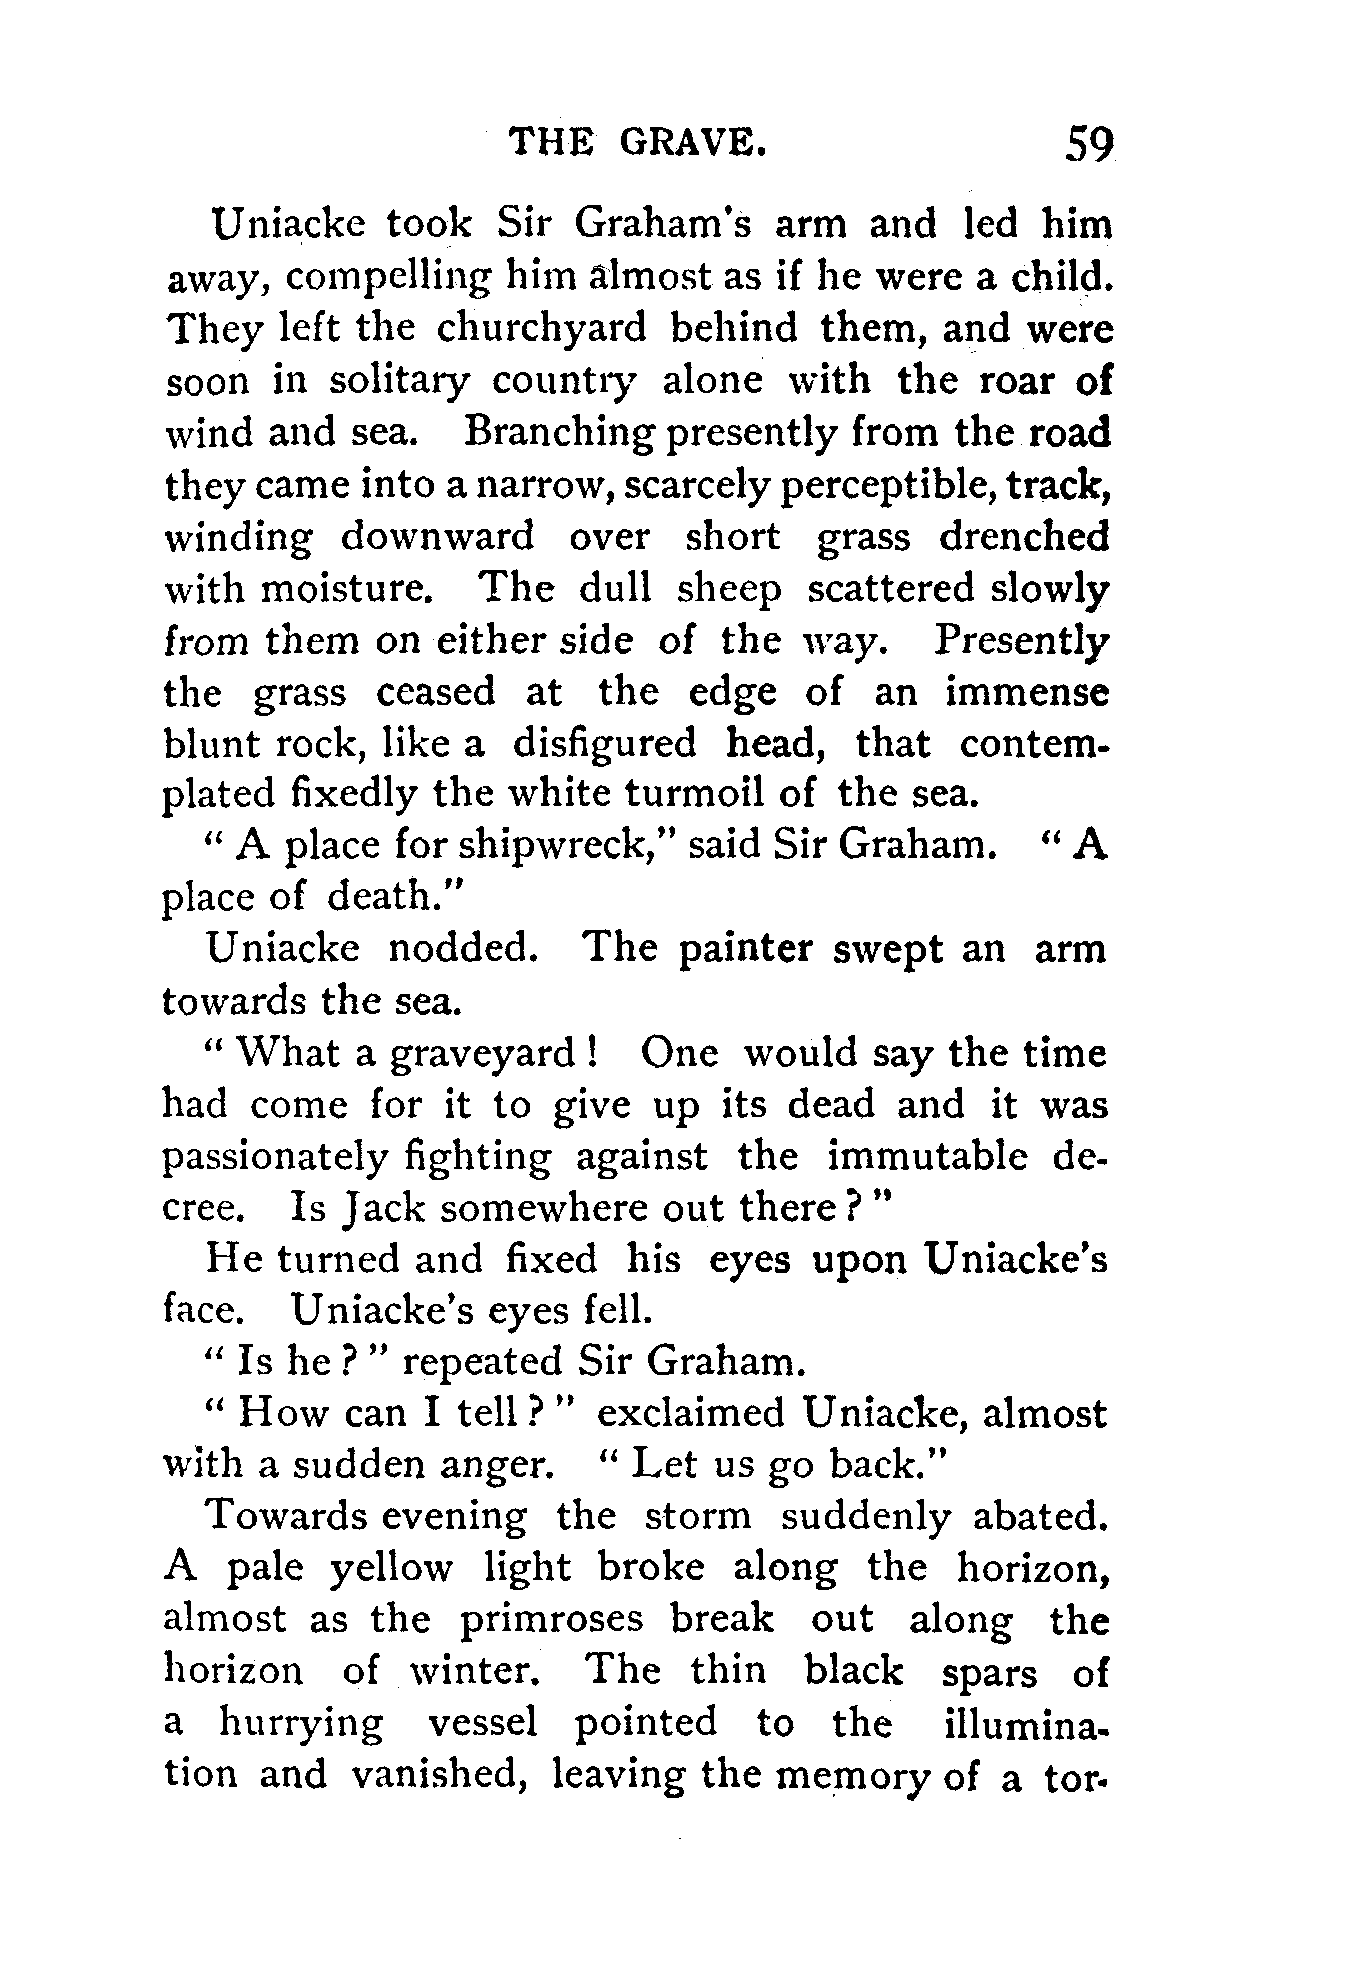 THE GRAVE. 59
Uniacke took Sir Graham's arm and led him
away, compelling him almost as if he were a child.
They left the churchyard behind them, and were
soon in solitary country alone with the roar of
wind and sea. Branching presently from the road
they came into a narrow, scarcely perceptible, track,
winding downward over short grass drenched
with moisture. The dull sheep scattered slowly
from them on either side of the way. Presently
the grass ceased at the edge of an immense
blunt rock, like a disfigured head, that contem-
plated fixedly the white turmoil of the sea.
" A place for shipwreck," said Sir Graham. " A
place of death."
Uniacke nodded. The painter swept an arm
towards the sea.
" What a graveyard ! One would say the time
had come for it to give up its dead and it was
passionately fighting against the immutable de-
cree. Is Jack somewhere out there ? "
He turned and fixed his eyes upon Uniacke's
face. Uniacke's eyes fell.
" Is he ? " repeated Sir Graham.
" How can I tell ? " exclaimed Uniacke, almost
with a sudden anger. " Let us go back."
Towards evening the storm suddenly abated.
A pale yellow light broke along the horizon,
almost as the primroses break out along the
horizon of winter. The thin black spars of
a hurrying vessel pointed to the illumina-
tion and vanished, leaving the memory of a tor-